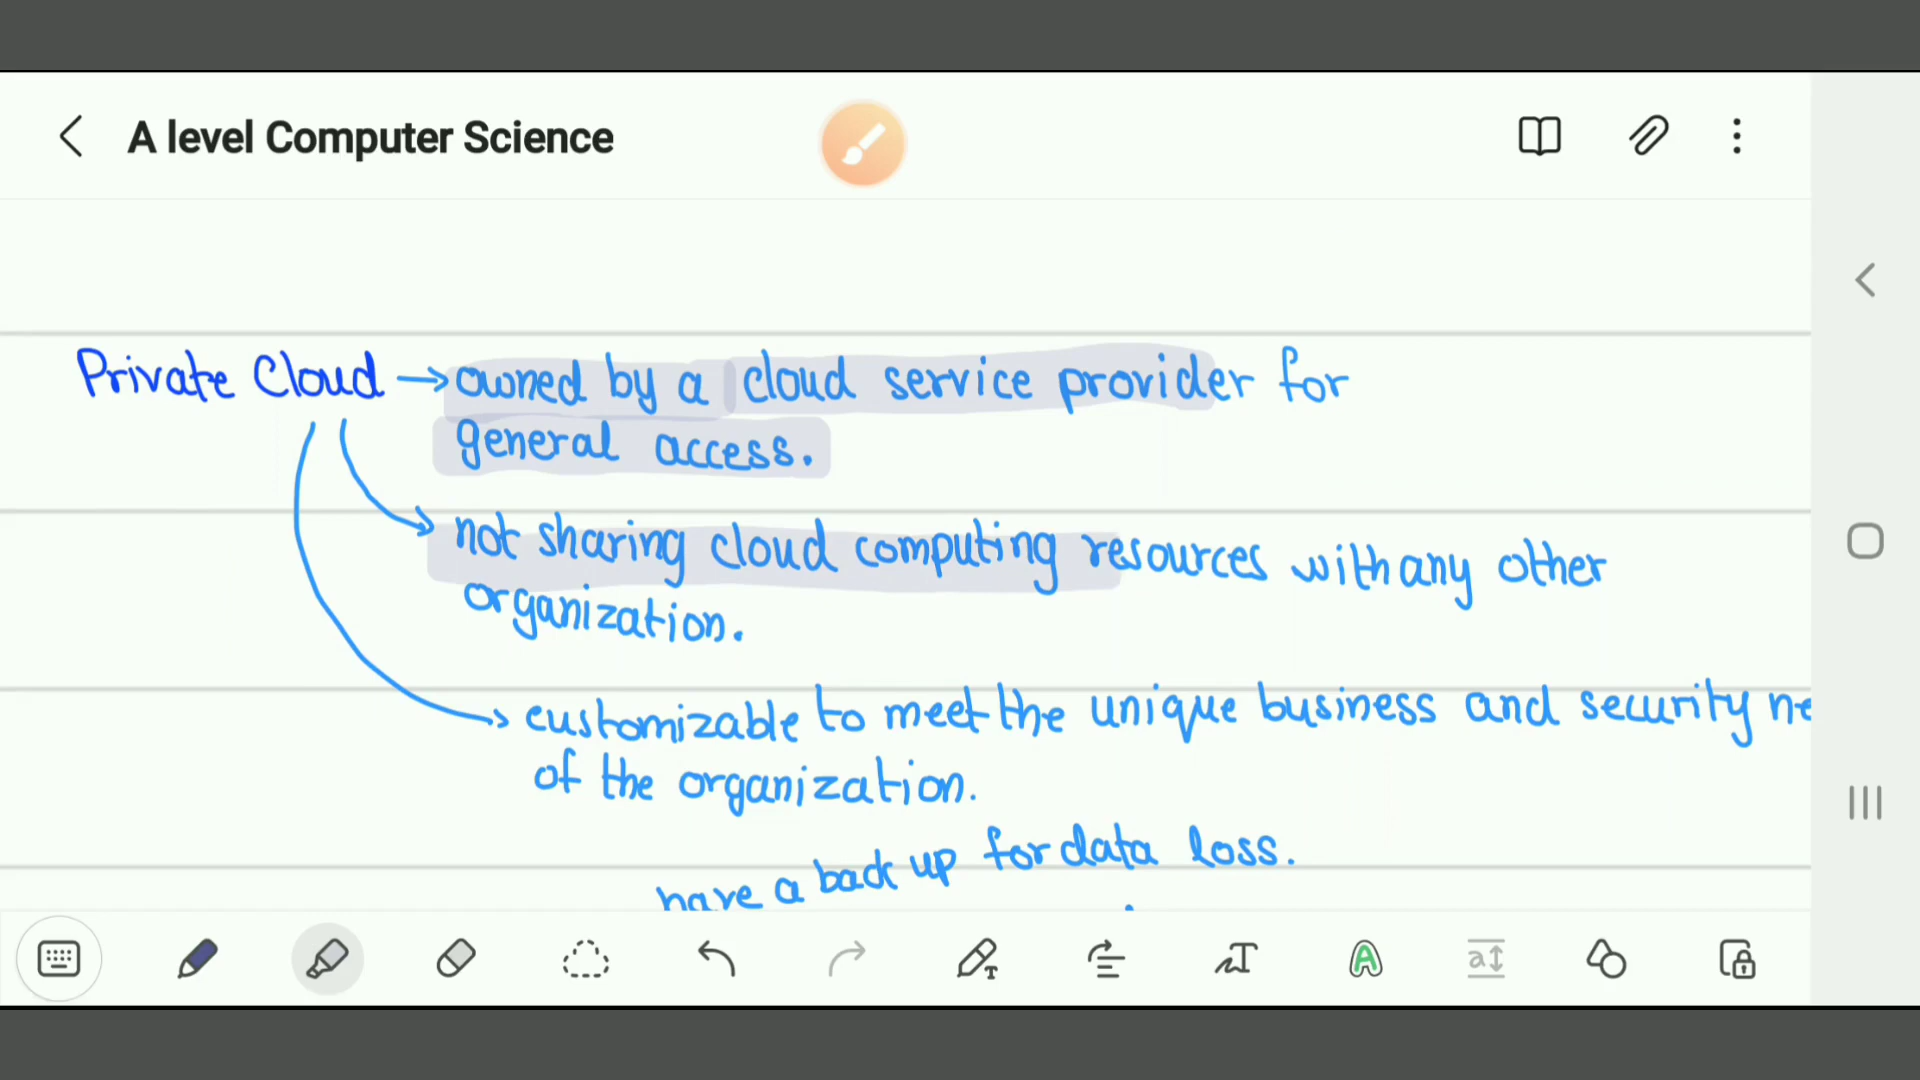 A level Computer Science
Private Cloud → owned by a cloud service provider for
general access.
not sharing cloud computing resources with any other
organization.
customizable to meet the unique business and security ne
of the organization.
have a back up for data loss.